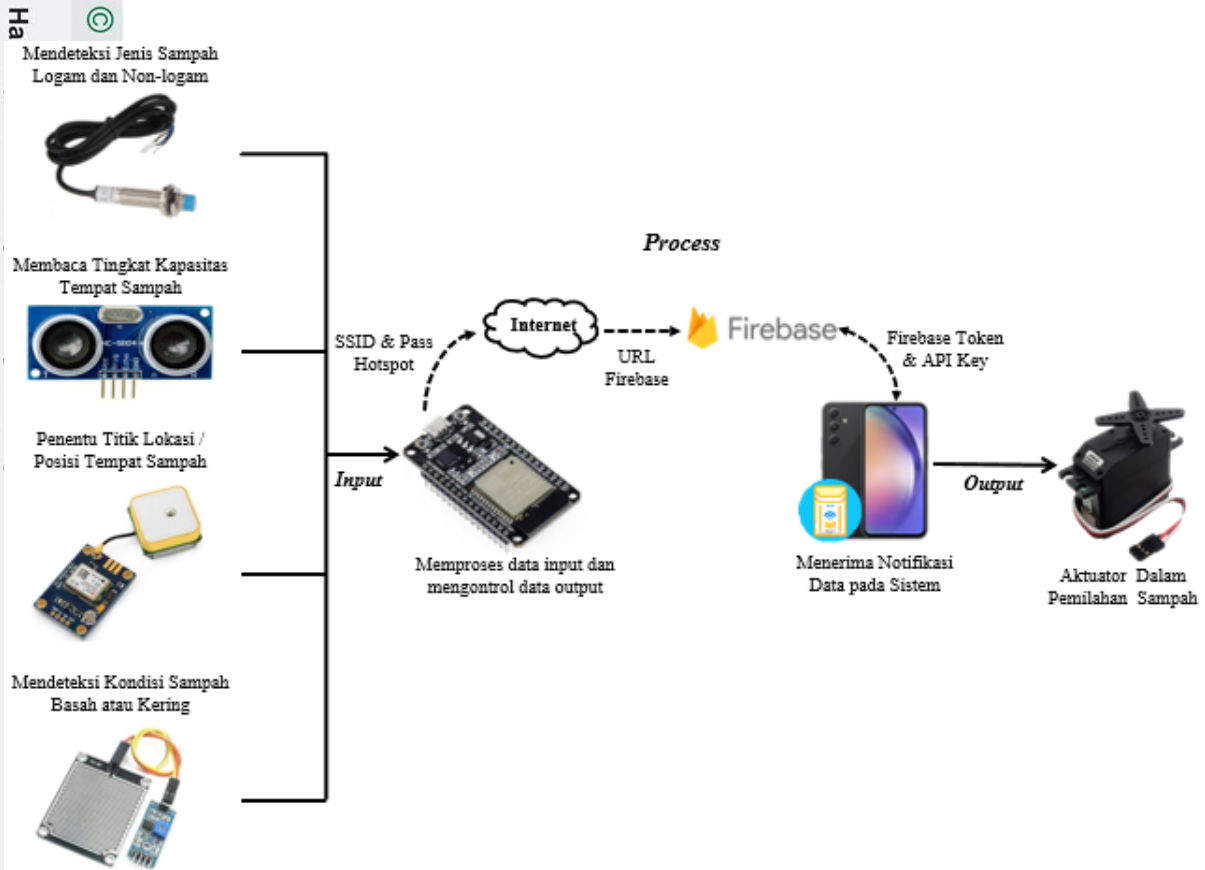 Ha
©
Mendeteksi Jenis Sampah
Logam dan Non-logam
Membaca Tingkat Kapasitas
Tempat Sampah
HC-SR04
Penentu Titik Lokasi /
Posisi Tempat Sampah
Mendeteksi Kondisi Sampah
Basah atau Kering
Input
SSID & Pass
Hotspot
Memproses data input dan
mengontrol data output
Process
Internet
URL
Firebase
Firebase
Firebase Token
& API Key
Menerima Notifikasi
Data pada Sistem
Output
Aktuator Dalam
Pemilahan Sampah